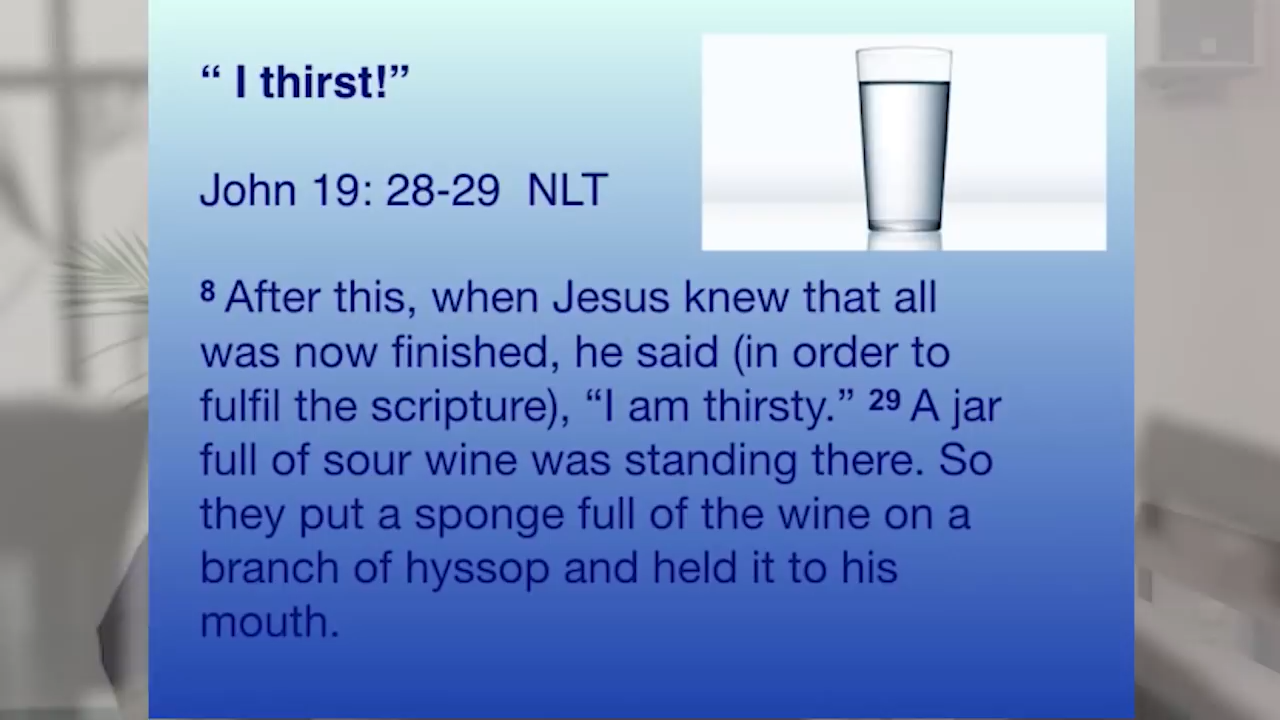 “ I thirst!”
John 19: 28-29  NLT
8 After this, when Jesus knew that all
was now finished, he said (in order to
fulfil the scripture), “I am thirsty.” 29 A jar
full of sour wine was standing there. So
they put a sponge full of the wine on a
branch of hyssop and held it to his
mouth.